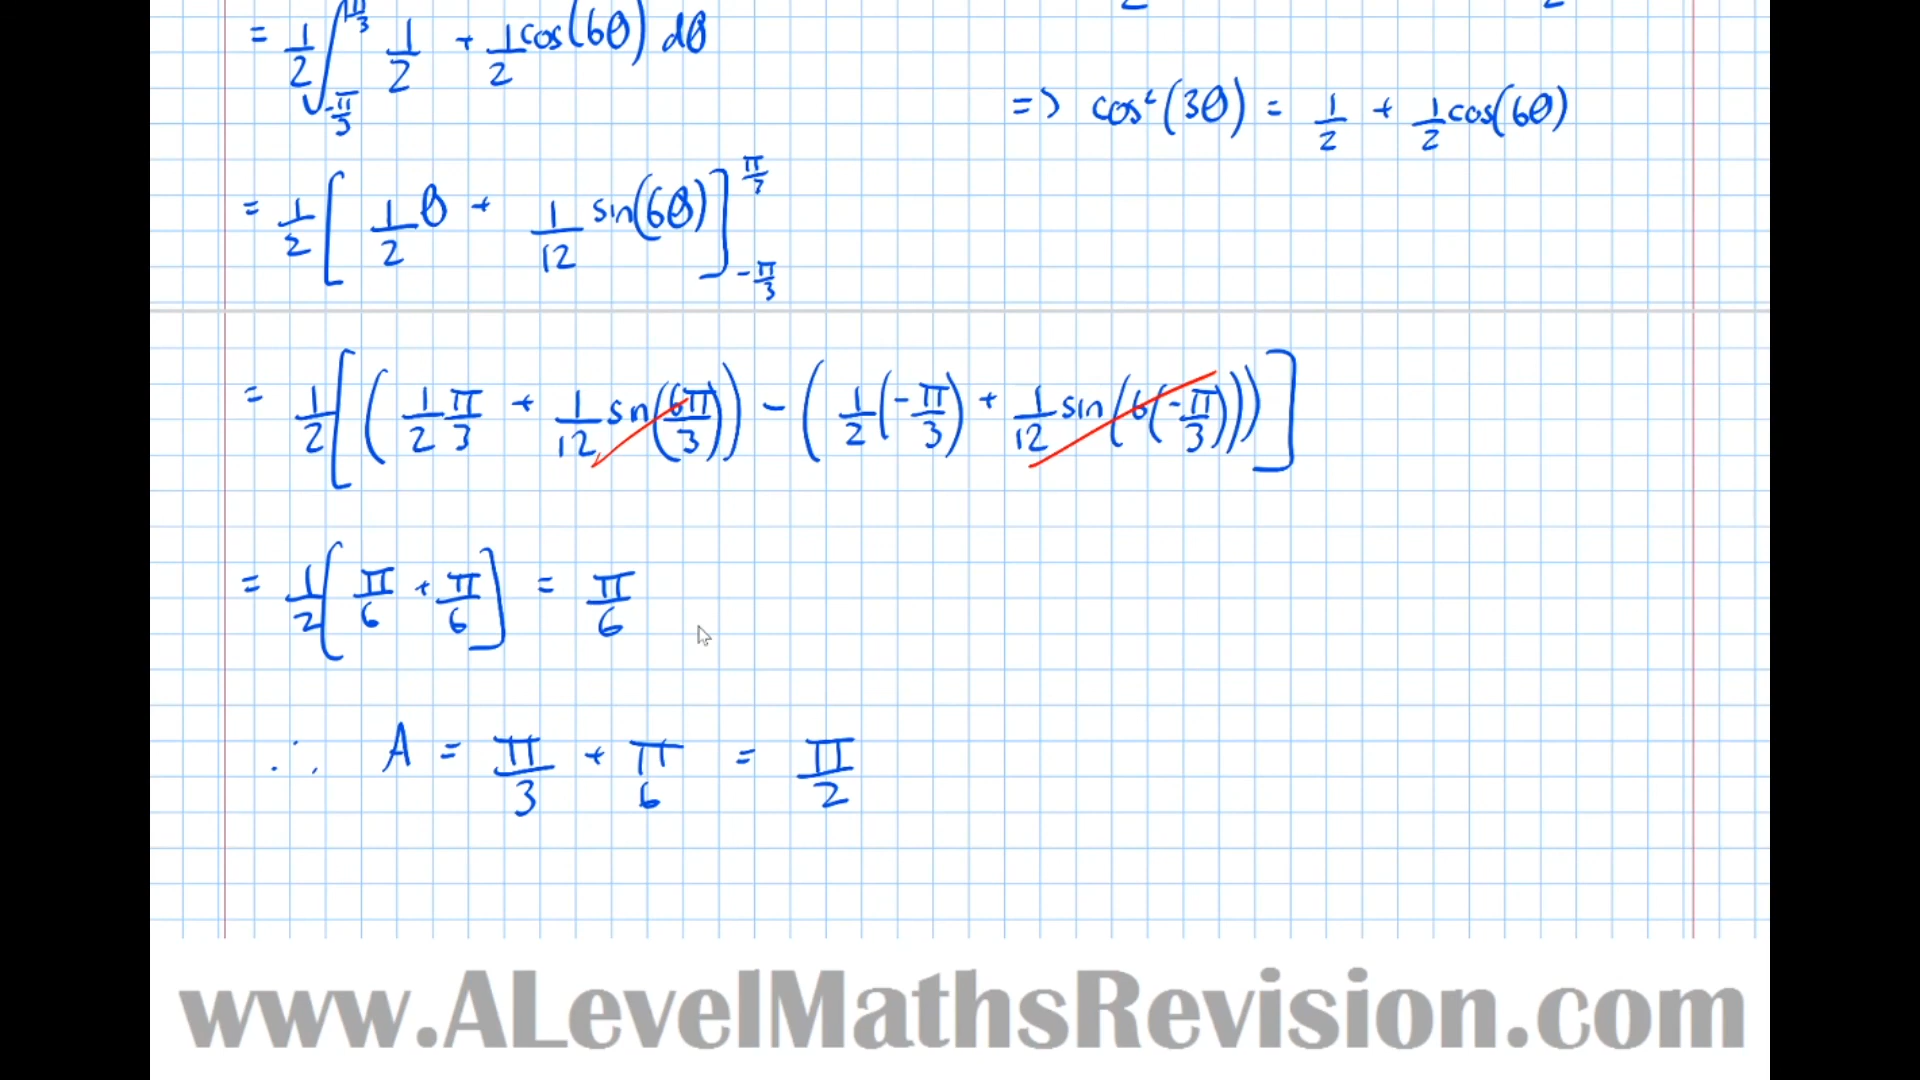 = 1/2 ∫_{-π/3}^{π/3} 1/2 + 1/2 cos(6θ) dθ
=> cos²(3θ) = 1/2 + 1/2 cos(6θ)
= 1/2 [ 1/2 θ + 1/12 sin(6θ) ]_{-π/3}^{π/3}
= 1/2 [ ( 1/2 π/3 + 1/12 sin(6π/3) ) - ( 1/2 (-π/3) + 1/12 sin(6(-π/3)) ) ]
= 1/2 [ π/6 + π/6 ] = π/6
∴ A = π/3 + π/6 = π/2
www.ALevelMathsRevision.com